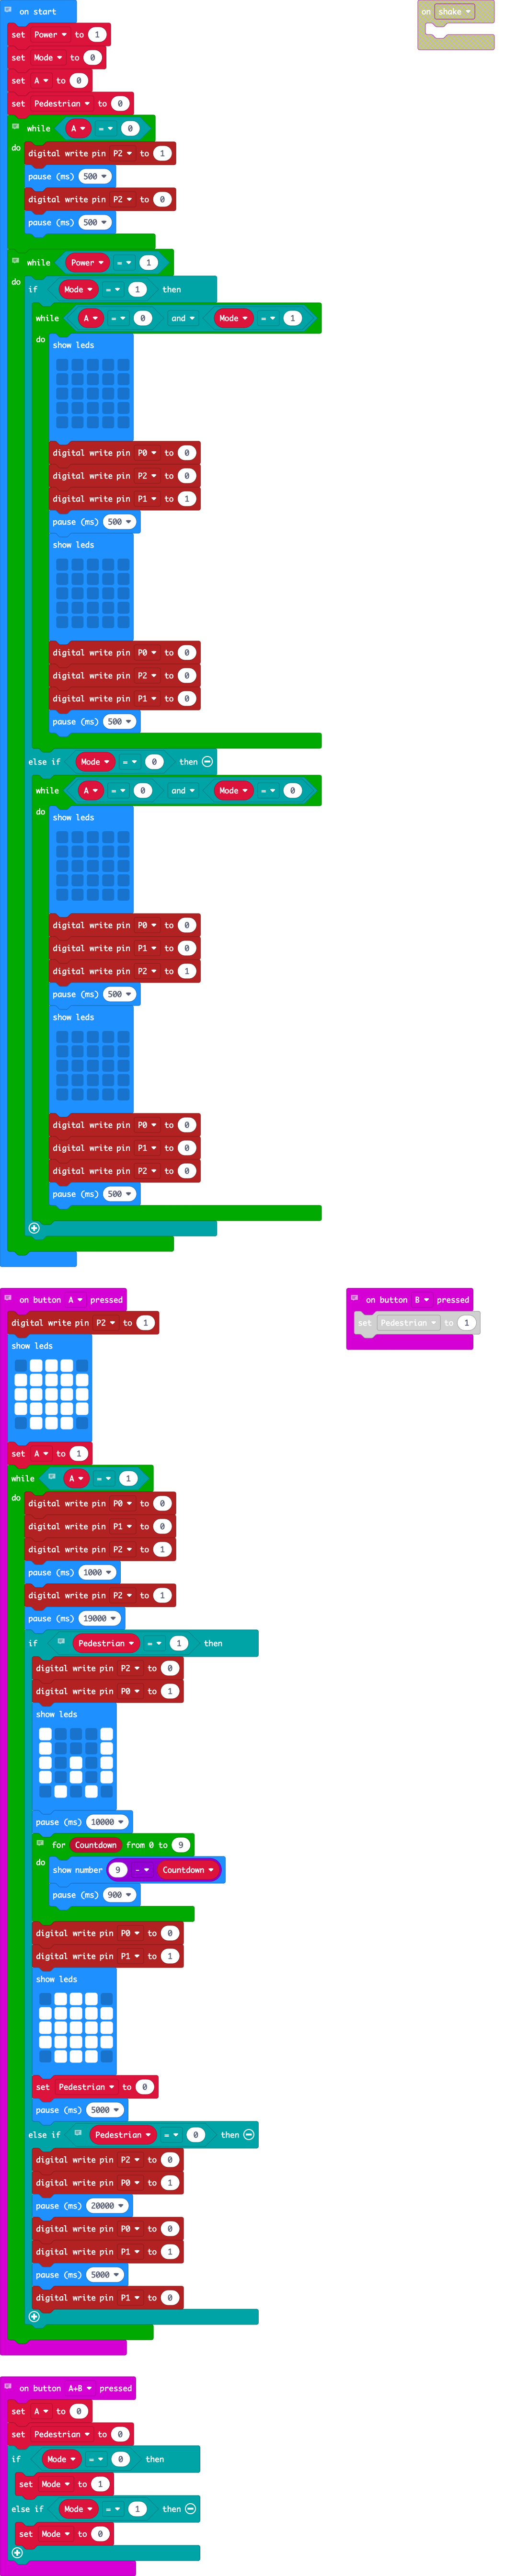 on start
set Power to 1
set Mode to 0
set A to 0
set Pedestrian to 0
while A = 0
do digital write pin P2 to 1
pause (ms) 500
digital write pin P2 to 0
pause (ms) 500
while Power = 1
do if Mode = 1 then
while A = 0 and Mode = 1
do show leds
digital write pin P0 to 0
digital write pin P2 to 0
digital write pin P1 to 1
pause (ms) 500
show leds
digital write pin P0 to 0
digital write pin P2 to 0
digital write pin P1 to 0
pause (ms) 500
else if Mode = 0 then
while A = 0 and Mode = 0
do show leds
digital write pin P0 to 0
digital write pin P1 to 0
digital write pin P2 to 1
pause (ms) 500
show leds
digital write pin P0 to 0
digital write pin P1 to 0
digital write pin P2 to 0
pause (ms) 500
on shake
on button A pressed
digital write pin P2 to 1
show leds
set A to 1
while A = 1
do digital write pin P0 to 0
digital write pin P1 to 0
digital write pin P2 to 1
pause (ms) 1000
digital write pin P2 to 1
pause (ms) 19000
if Pedestrian = 1 then
digital write pin P2 to 0
digital write pin P0 to 1
show leds
pause (ms) 10000
for Countdown from 0 to 9
do show number 9 - Countdown
pause (ms) 900
digital write pin P0 to 0
digital write pin P1 to 1
show leds
set Pedestrian to 0
pause (ms) 5000
else if Pedestrian = 0 then
digital write pin P2 to 0
digital write pin P0 to 1
pause (ms) 20000
digital write pin P0 to 0
digital write pin P1 to 1
pause (ms) 5000
digital write pin P1 to 0
on button B pressed
set Pedestrian to 1
on button A+B pressed
set A to 0
set Pedestrian to 0
if Mode = 0 then
set Mode to 1
else if Mode = 1 then
set Mode to 0